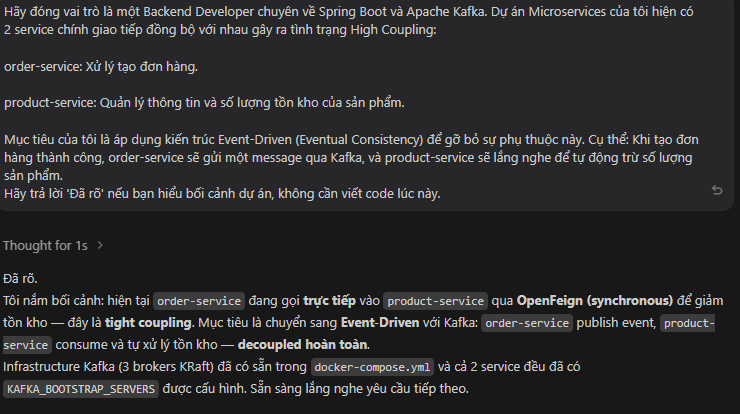 Hãy đóng vai trò là một Backend Developer chuyên về Spring Boot và Apache Kafka. Dự án Microservices của tôi hiện có
2 service chính giao tiếp đồng bộ với nhau gây ra tình trạng High Coupling:
order-service: Xử lý tạo đơn hàng.
product-service: Quản lý thông tin và số lượng tồn kho của sản phẩm.
Mục tiêu của tôi là áp dụng kiến trúc Event-Driven (Eventual Consistency) để gỡ bỏ sự phụ thuộc này. Cụ thể: Khi tạo đơn
hàng thành công, order-service sẽ gửi một message qua Kafka, và product-service sẽ lắng nghe để tự động trừ số lượng
sản phẩm.
Hãy trả lời 'Đã rõ' nếu bạn hiểu bối cảnh dự án, không cần viết code lúc này.
Thought for 1s
Đã rõ.
Tôi nắm bối cảnh: hiện tại order-service đang gọi trực tiếp vào product-service qua OpenFeign (synchronous) để giảm
tồn kho — đây là tight coupling. Mục tiêu là chuyển sang Event-Driven với Kafka: order-service publish event, product-
service consume và tự xử lý tồn kho — decoupled hoàn toàn.
Infrastructure Kafka (3 brokers KRaft) đã có sẵn trong docker-compose.yml và cả 2 service đều đã có
KAFKA_BOOTSTRAP_SERVERS được cấu hình. Sẵn sàng lắng nghe yêu cầu tiếp theo.